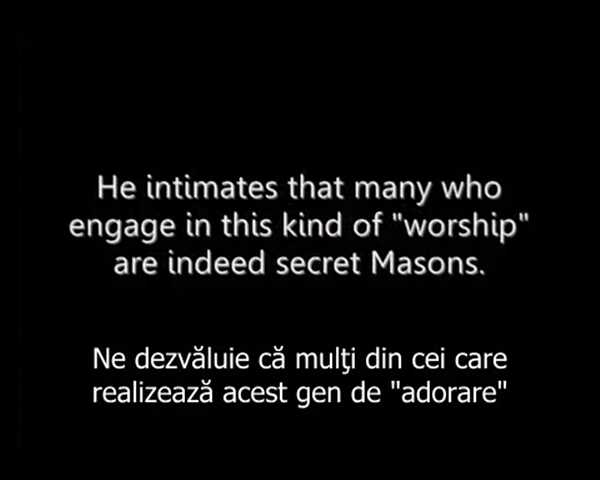 He intimates that many who
engage in this kind of "worship"
are indeed secret Masons.
Ne dezvăluie că mulţi din cei care
realizează acest gen de "adorare"